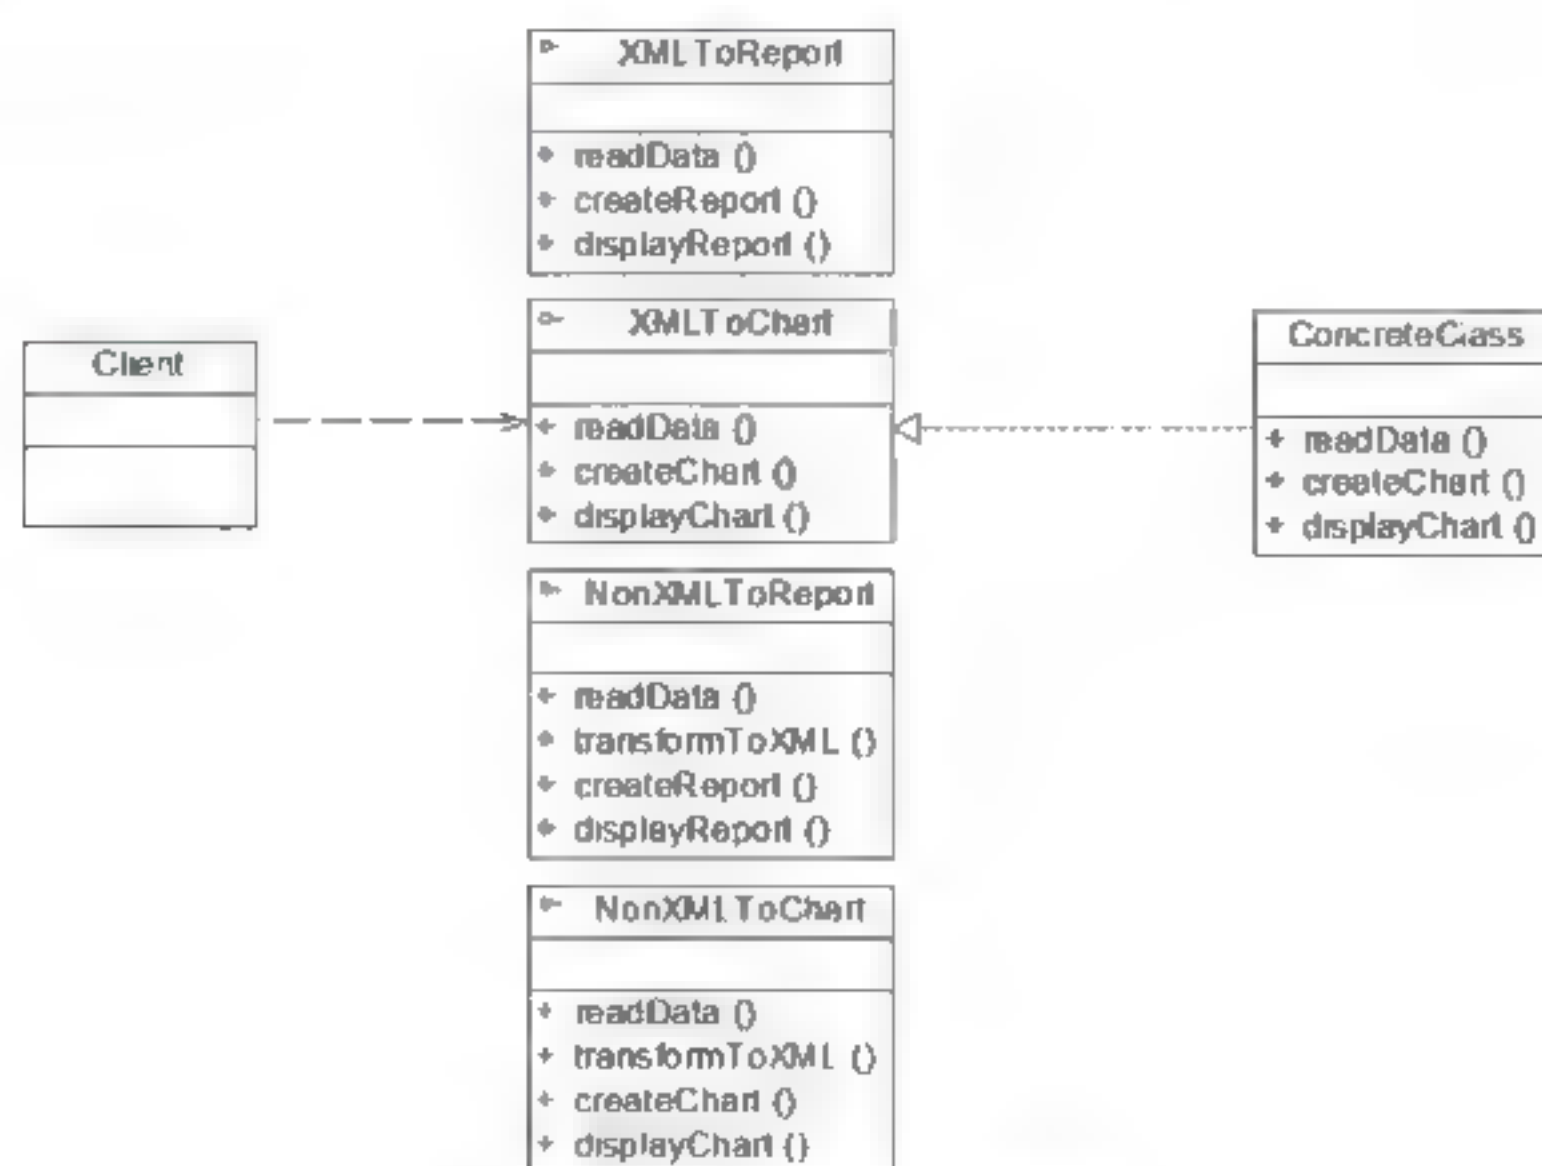 XMLToReport
+ readData ()
+ createReport ()
+ displayReport ()
Client
XMLToChart
+ readData ()
+ createChart ()
+ displayChart ()
ConcreteClass
+ readData ()
+ createChart ()
+ displayChart ()
NonXMLToReport
+ readData ()
+ transformToXML ()
+ createReport ()
+ displayReport ()
NonXMLToChart
+ readData ()
+ transformToXML ()
+ createChart ()
+ displayChart ()